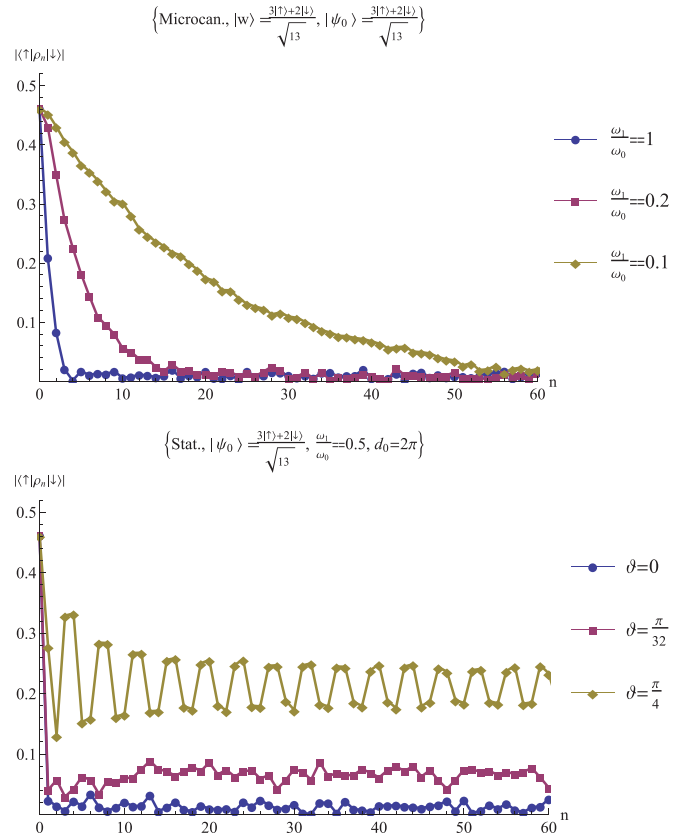 {Microcan., |w⟩ = (3|↑⟩+2|↓⟩)/√13, |ψ₀⟩ = (3|↑⟩+2|↓⟩)/√13}
|⟨↑|ρₙ|↓⟩|
0.5
0.4
0.3
0.2
0.1
0 10 20 30 40 50 60 n
ω₁/ω₀==1
ω₁/ω₀==0.2
ω₁/ω₀==0.1
{Stat., |ψ₀⟩ = (3|↑⟩+2|↓⟩)/√13, ω₁/ω₀==0.5, d₀=2π}
|⟨↑|ρₙ|↓⟩|
0.5
0.4
0.3
0.2
0.1
0 10 20 30 40 50 60 n
ϑ=0
ϑ=π/32
ϑ=π/4